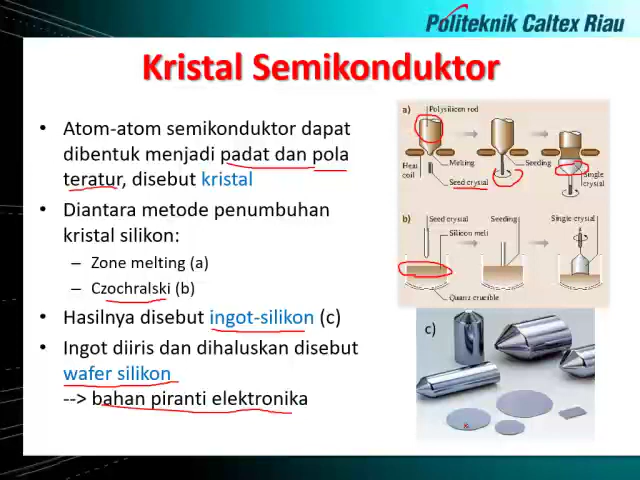 Politeknik Caltex Riau
Kristal Semikonduktor
• Atom-atom semikonduktor dapat
dibentuk menjadi padat dan pola
teratur, disebut kristal
• Diantara metode penumbuhan
kristal silikon:
– Zone melting (a)
– Czochralski (b)
• Hasilnya disebut ingot-silikon (c)
• Ingot diiris dan dihaluskan disebut
wafer silikon
--> bahan piranti elektronika
a)
Polysilicon rod
Heat
coil
Melting
Seed crystal
Seeding
Single
crystal
b)
Seed crystal
Seeding
Single crystal
Silicon melt
Quartz crucible
c)